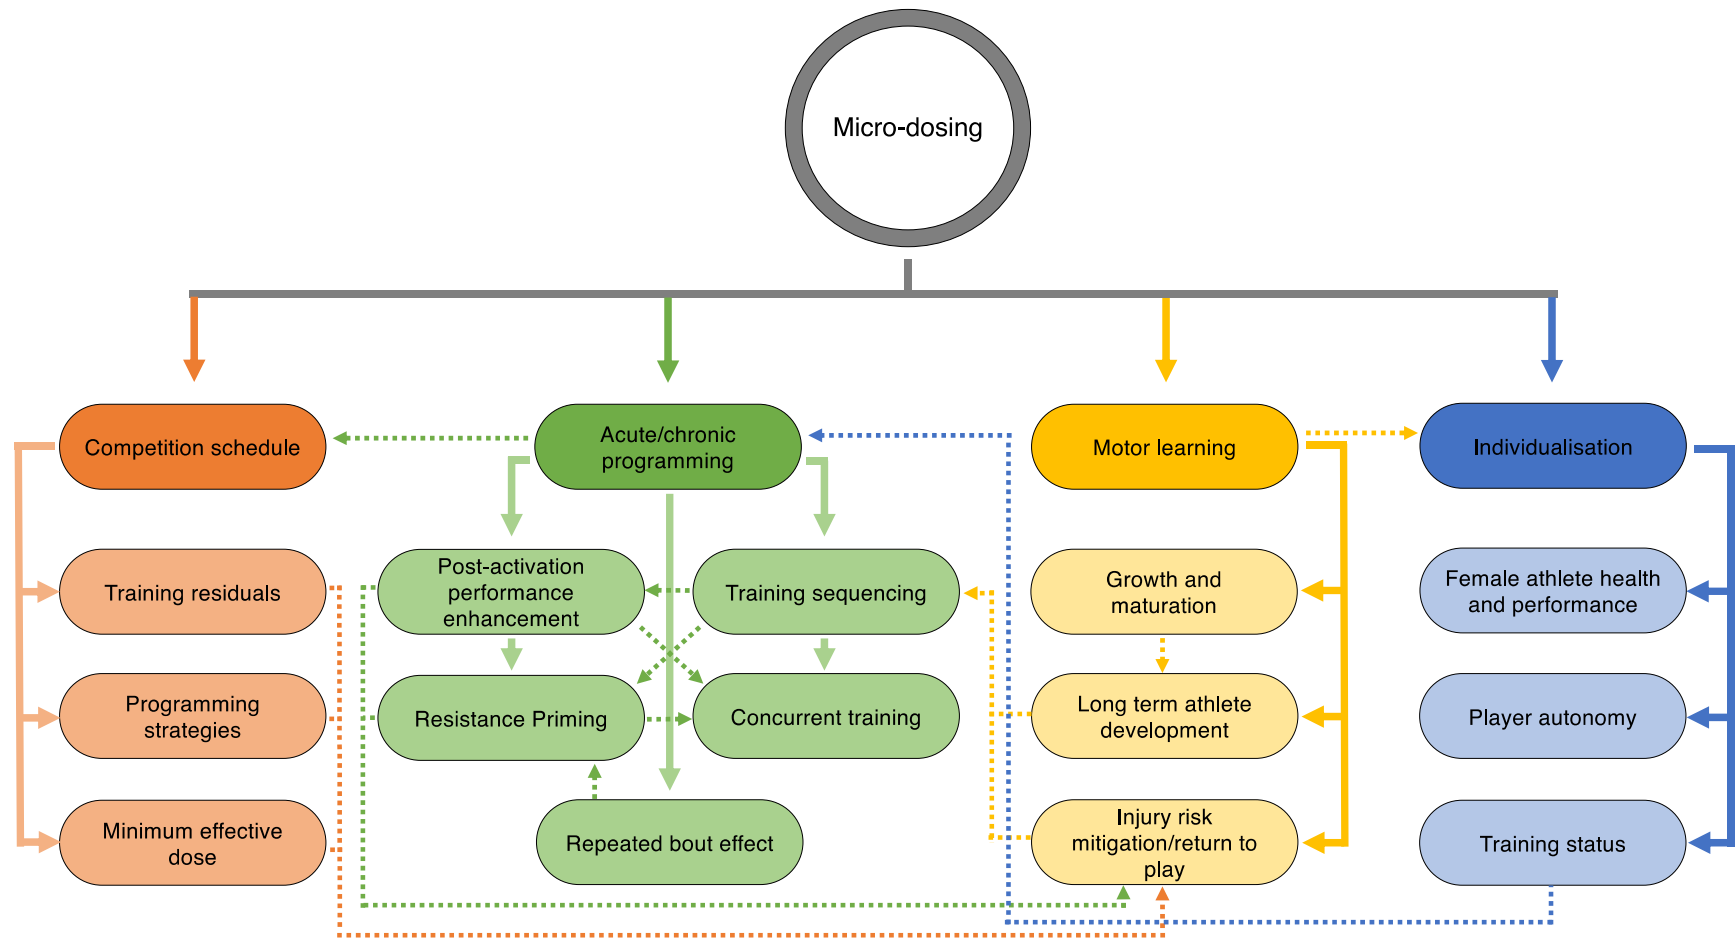 Micro-dosing
Competition schedule
Acute/chronic
programming
Motor learning
Individualisation
Training residuals
Post-activation
performance
enhancement
Training sequencing
Growth and
maturation
Female athlete health
and performance
Programming
strategies
Resistance Priming
Concurrent training
Long term athlete
development
Player autonomy
Minimum effective
dose
Repeated bout effect
Injury risk
mitigation/return to
play
Training status